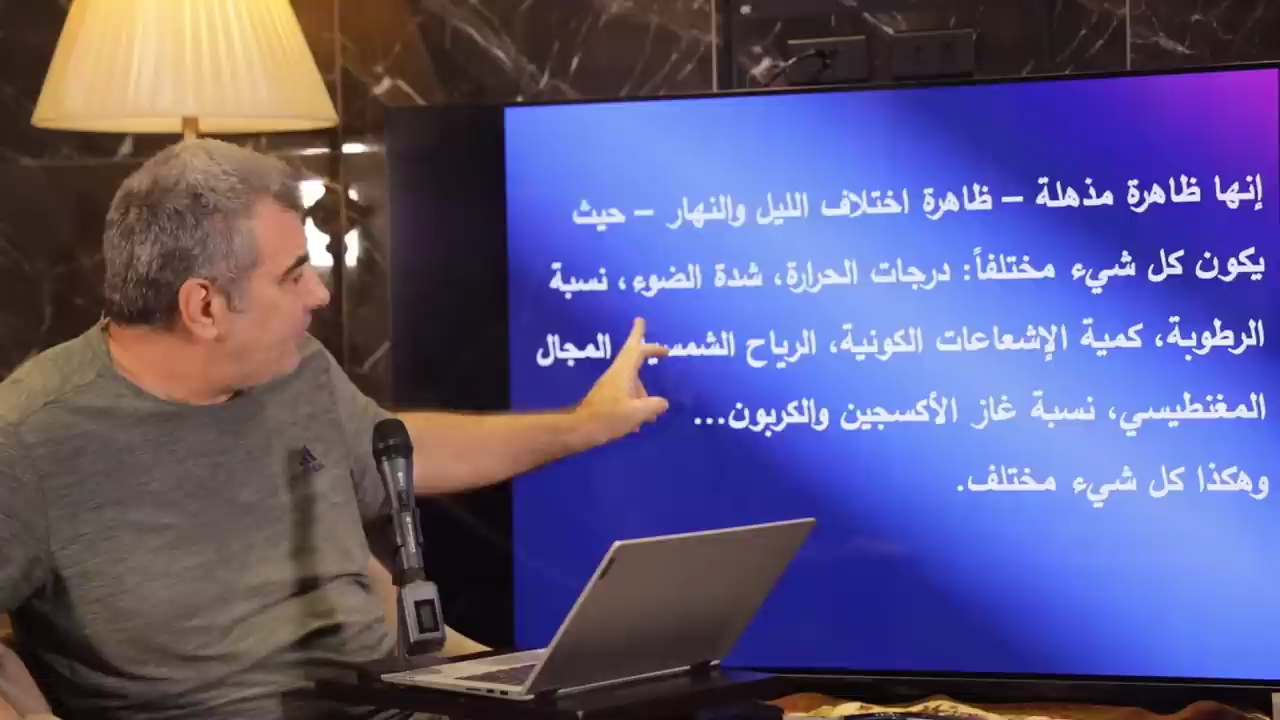 إنها ظاهرة مذهلة – ظاهرة اختلاف الليل والنهار – حيث
يكون كل شيء مختلفاً: درجات الحرارة، شدة الضوء، نسبة
الرطوبة، كمية الإشعاعات الكونية، الرياح الشمسية، المجال
المغنطيسي، نسبة غاز الأكسجين والكربون...
وهكذا كل شيء مختلف.